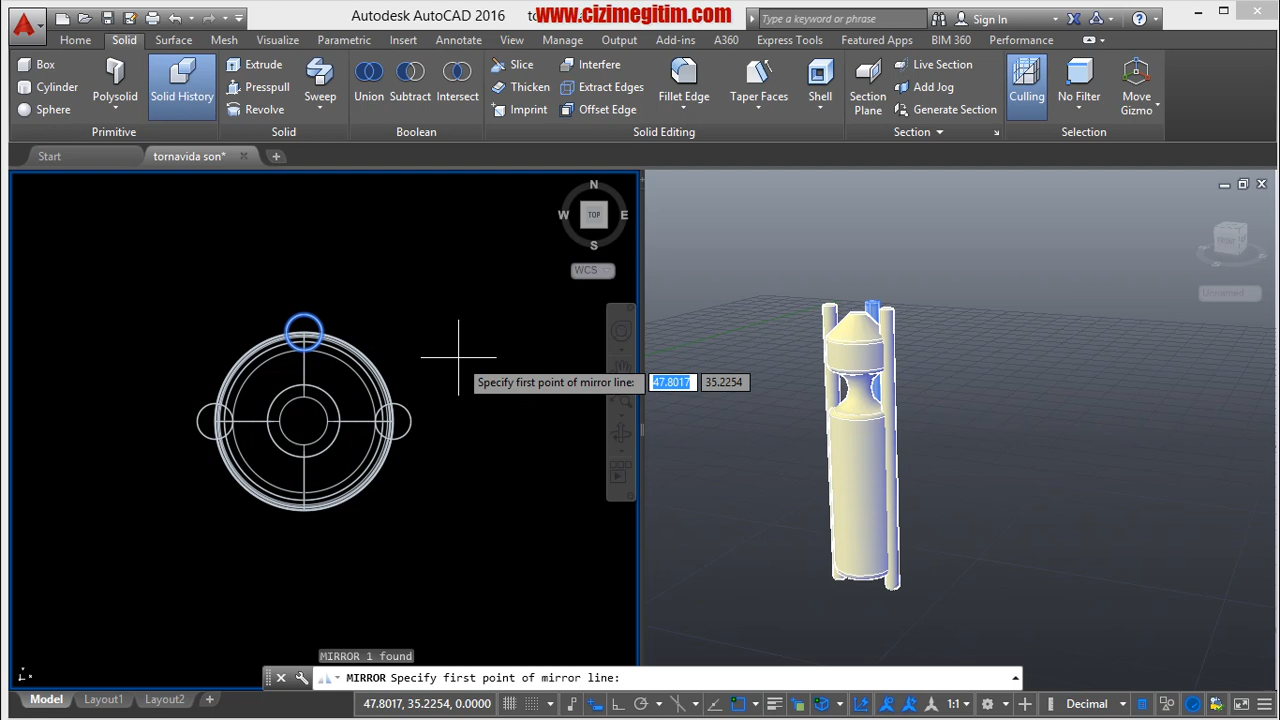 Autodesk AutoCAD 2016
to
www.cizimegitim.com
Type a keyword or phrase
Sign In
Home Solid Surface Mesh Visualize Parametric Insert Annotate View Manage Output Add-ins A360 Express Tools Featured Apps BIM 360 Performance
Box
Cylinder
Sphere
Polysolid
Solid History
Primitive
Extrude
Presspull
Revolve
Sweep
Solid
Union Subtract Intersect
Boolean
Slice
Thicken
Imprint
Interfere
Extract Edges
Offset Edge
Fillet Edge
Taper Faces
Shell
Solid Editing
Section
Plane
Live Section
Add Jog
Generate Section
Section
Culling
No Filter
Move
Gizmo
Selection
Start
tornavida son*
N
W TOP E
S
WCS
FRONT
Unnamed
Specify first point of mirror line: 47.8017 35.2254
MIRROR 1 found
MIRROR Specify first point of mirror line:
Model Layout1 Layout2
47.8017, 35.2254, 0.0000
MODEL
1:1
Decimal